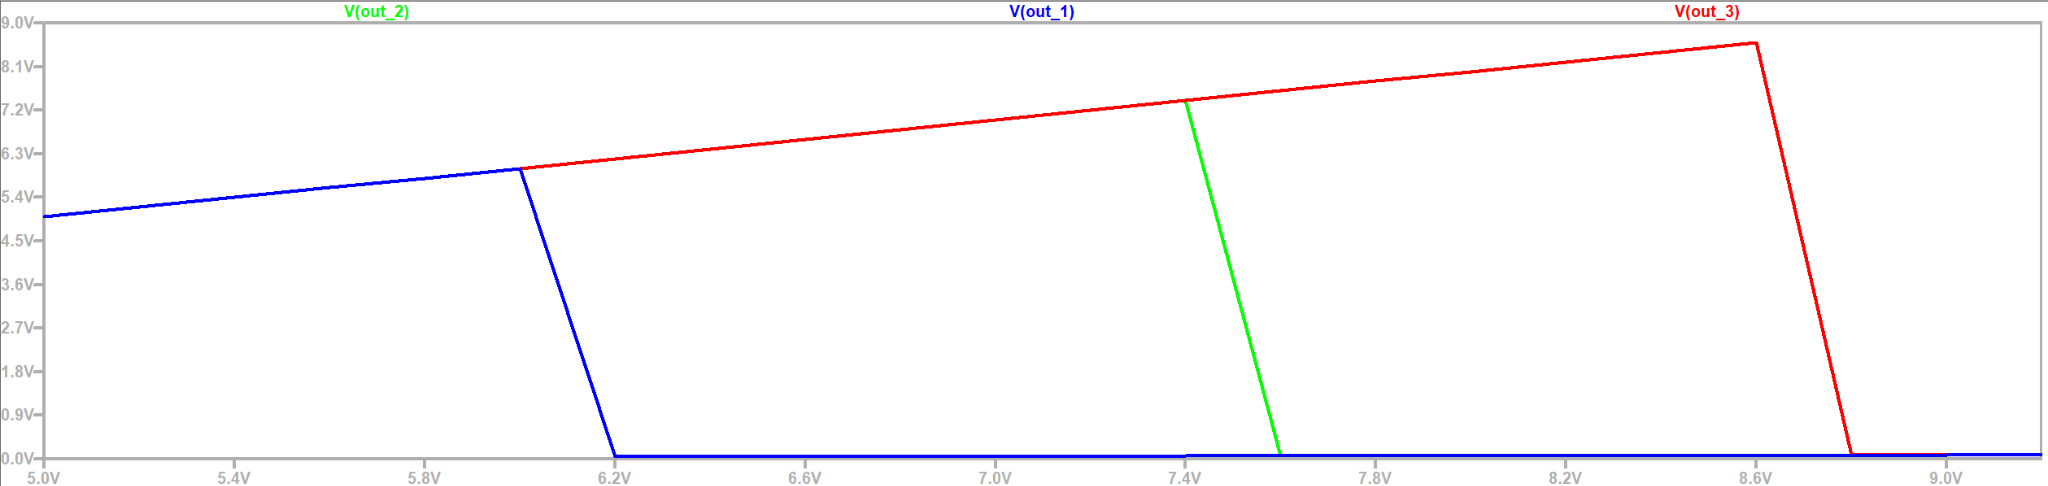 V(out_2) V(out_1) V(out_3)
9.0V
8.1V
7.2V
6.3V
5.4V
4.5V
3.6V
2.7V
1.8V
0.9V
0.0V
5.0V 5.4V 5.8V 6.2V 6.6V 7.0V 7.4V 7.8V 8.2V 8.6V 9.0V